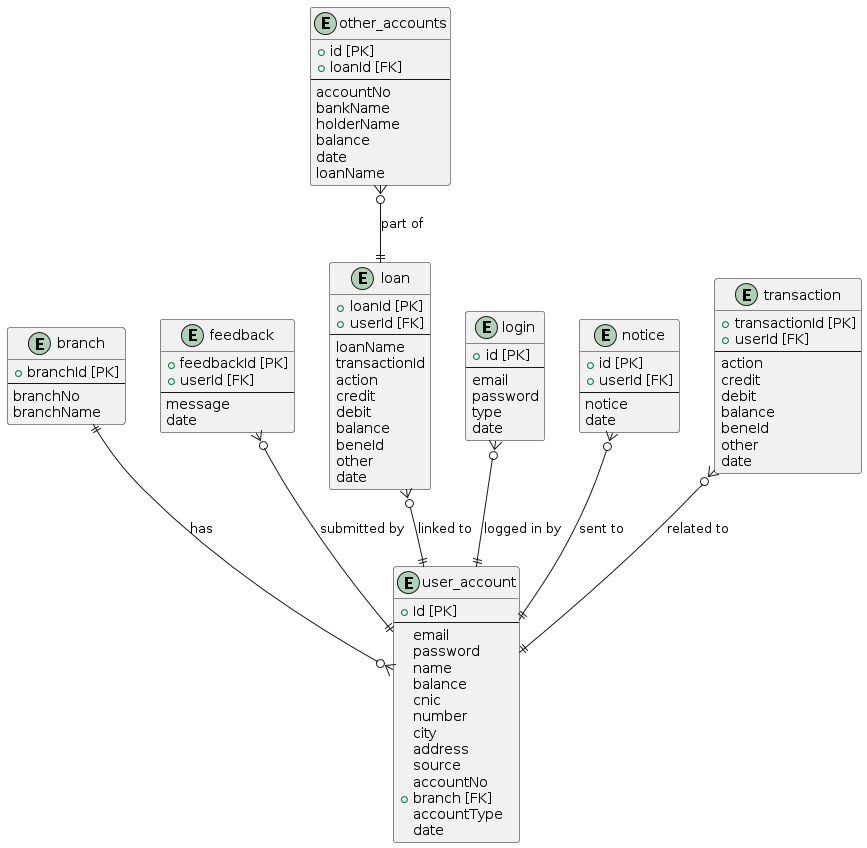 E other_accounts
id [PK]
loanId [FK]
accountNo
bankName
holderName
balance
date
loanName
part of
E loan
loanId [PK]
userId [FK]
loanName
transactionId
action
credit
debit
balance
beneId
other
date
E branch
branchId [PK]
branchNo
branchName
E feedback
feedbackId [PK]
userId [FK]
message
date
E login
id [PK]
email
password
type
date
E notice
id [PK]
userId [FK]
notice
date
E transaction
transactionId [PK]
userId [FK]
action
credit
debit
balance
beneId
other
date
has
submitted by
linked to
logged in by
sent to
related to
E user_account
Id [PK]
email
password
name
balance
cnic
number
city
address
source
accountNo
branch [FK]
accountType
date